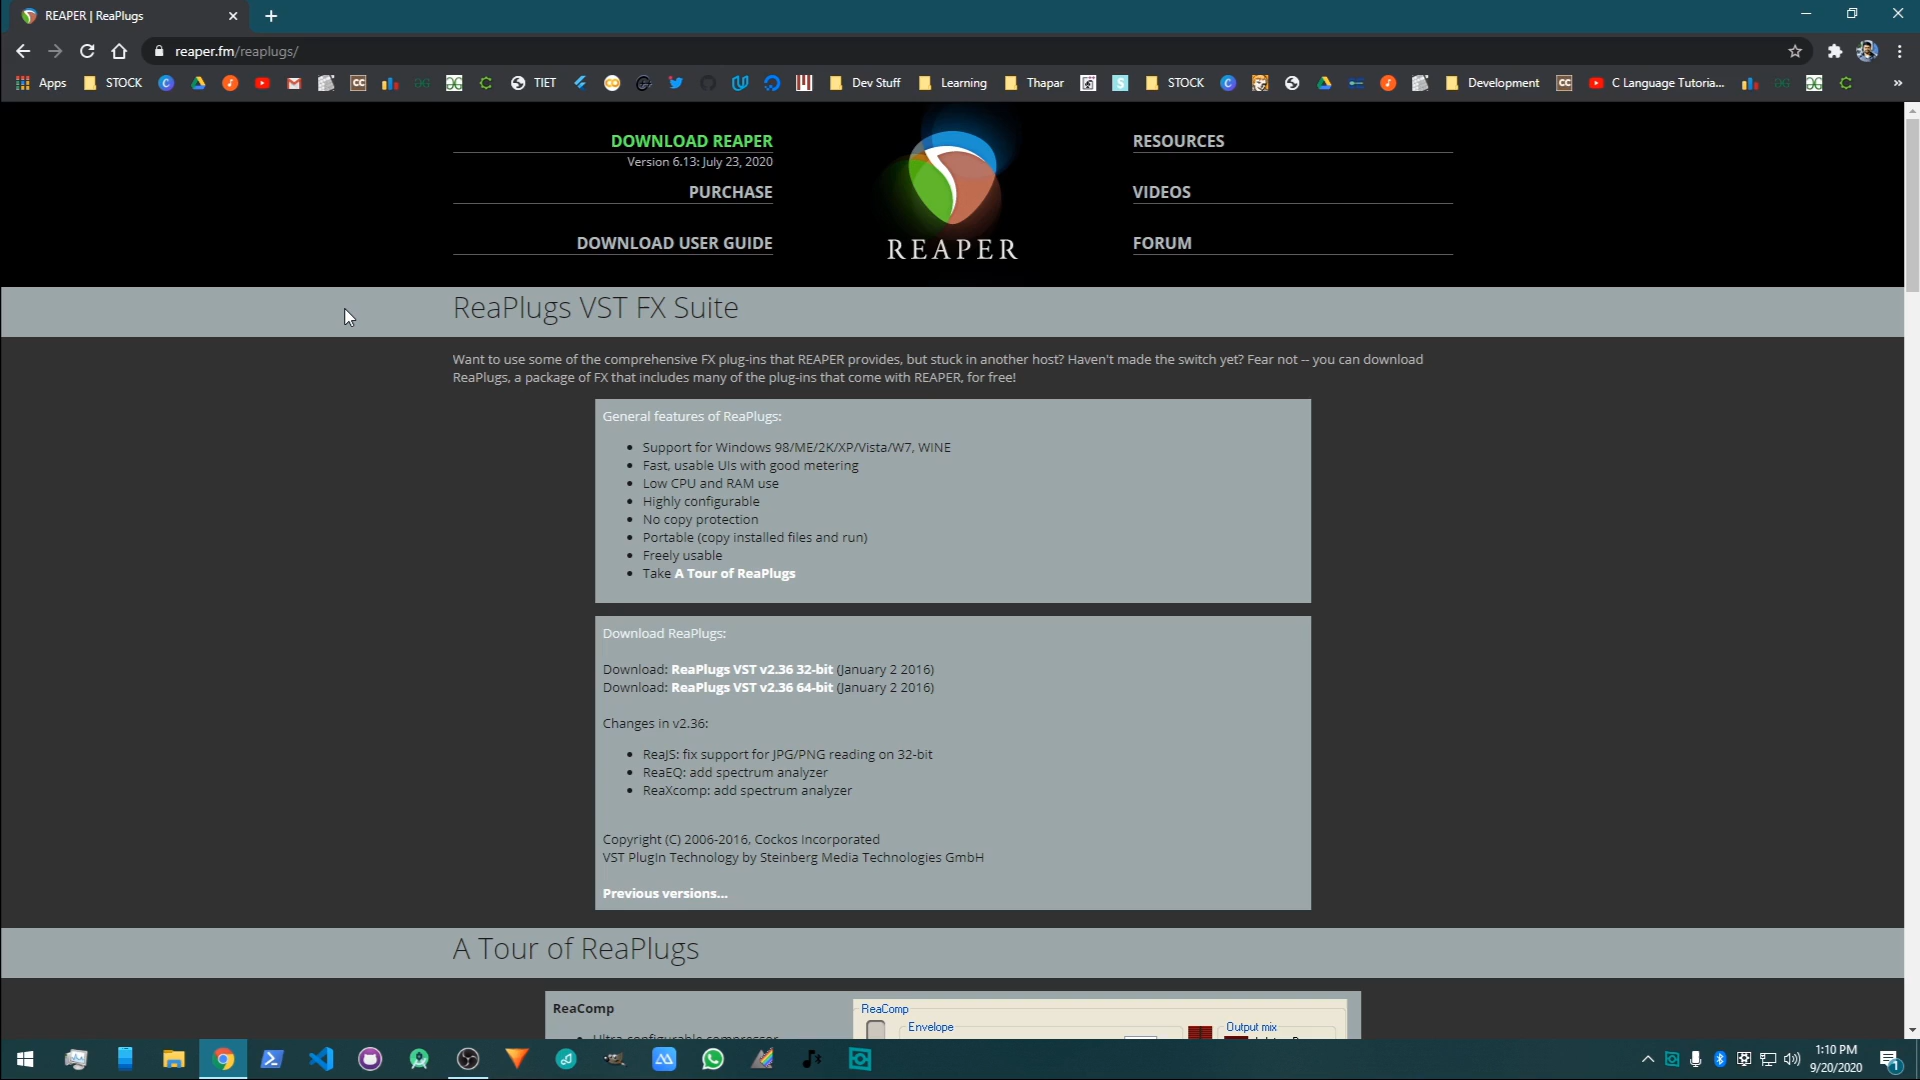 REAPER | ReaPlugs
reaper.fm/reaplugs/
Apps
STOCK
TIET
Dev Stuff
Learning
Thapar
STOCK
Development
C Language Tutoria...
DOWNLOAD REAPER
Version 6.13: July 23, 2020
PURCHASE
DOWNLOAD USER GUIDE
REAPER
RESOURCES
VIDEOS
FORUM
ReaPlugs VST FX Suite
Want to use some of the comprehensive FX plug-ins that REAPER provides, but stuck in another host? Haven't made the switch yet? Fear not -- you can download
ReaPlugs, a package of FX that includes many of the plug-ins that come with REAPER, for free!
General features of ReaPlugs:
Support for Windows 98/ME/2K/XP/Vista/W7, WINE
Fast, usable UIs with good metering
Low CPU and RAM use
Highly configurable
No copy protection
Portable (copy installed files and run)
Freely usable
Take A Tour of ReaPlugs
Download ReaPlugs:
Download: ReaPlugs VST v2.36 32-bit (January 2 2016)
Download: ReaPlugs VST v2.36 64-bit (January 2 2016)
Changes in v2.36:
ReaJS: fix support for JPG/PNG reading on 32-bit
ReaEQ: add spectrum analyzer
ReaXcomp: add spectrum analyzer
Copyright (C) 2006-2016, Cockos Incorporated
VST PlugIn Technology by Steinberg Media Technologies GmbH
Previous versions...
A Tour of ReaPlugs
ReaComp
ReaComp
Envelope
Output mix
1:10 PM
9/20/2020